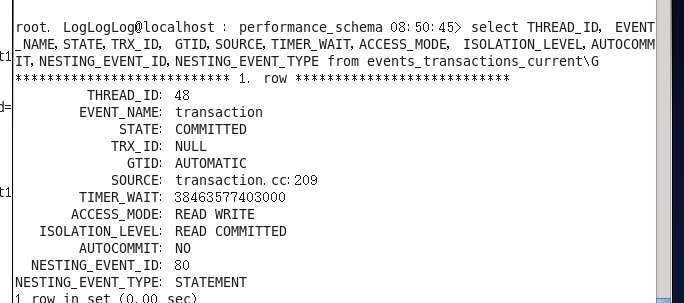 root. LogLogLog@localhost : performance_schema 08:50:45> select THREAD_ID, EVENT
_NAME, STATE, TRX_ID, GTID, SOURCE, TIMER_WAIT, ACCESS_MODE, ISOLATION_LEVEL, AUTOCOMM
IT, NESTING_EVENT_ID, NESTING_EVENT_TYPE from events_transactions_current\G
*************************** 1. row ***************************
THREAD_ID: 48
EVENT_NAME: transaction
STATE: COMMITTED
TRX_ID: NULL
GTID: AUTOMATIC
SOURCE: transaction.cc:209
TIMER_WAIT: 38463577403000
ACCESS_MODE: READ WRITE
ISOLATION_LEVEL: READ COMMITTED
AUTOCOMMIT: NO
NESTING_EVENT_ID: 80
NESTING_EVENT_TYPE: STATEMENT
1 row in set (0.00 sec)